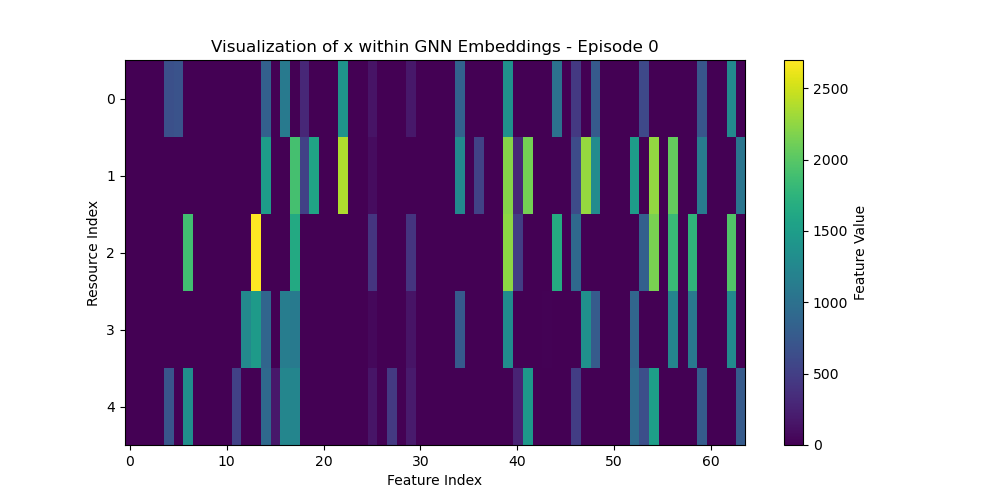 Visualization of x within GNN Embeddings - Episode 0
Resource Index
0
1
2
3
4
0 10 20 30 40 50 60
Feature Index
2500
2000
1500
1000
500
0
Feature Value